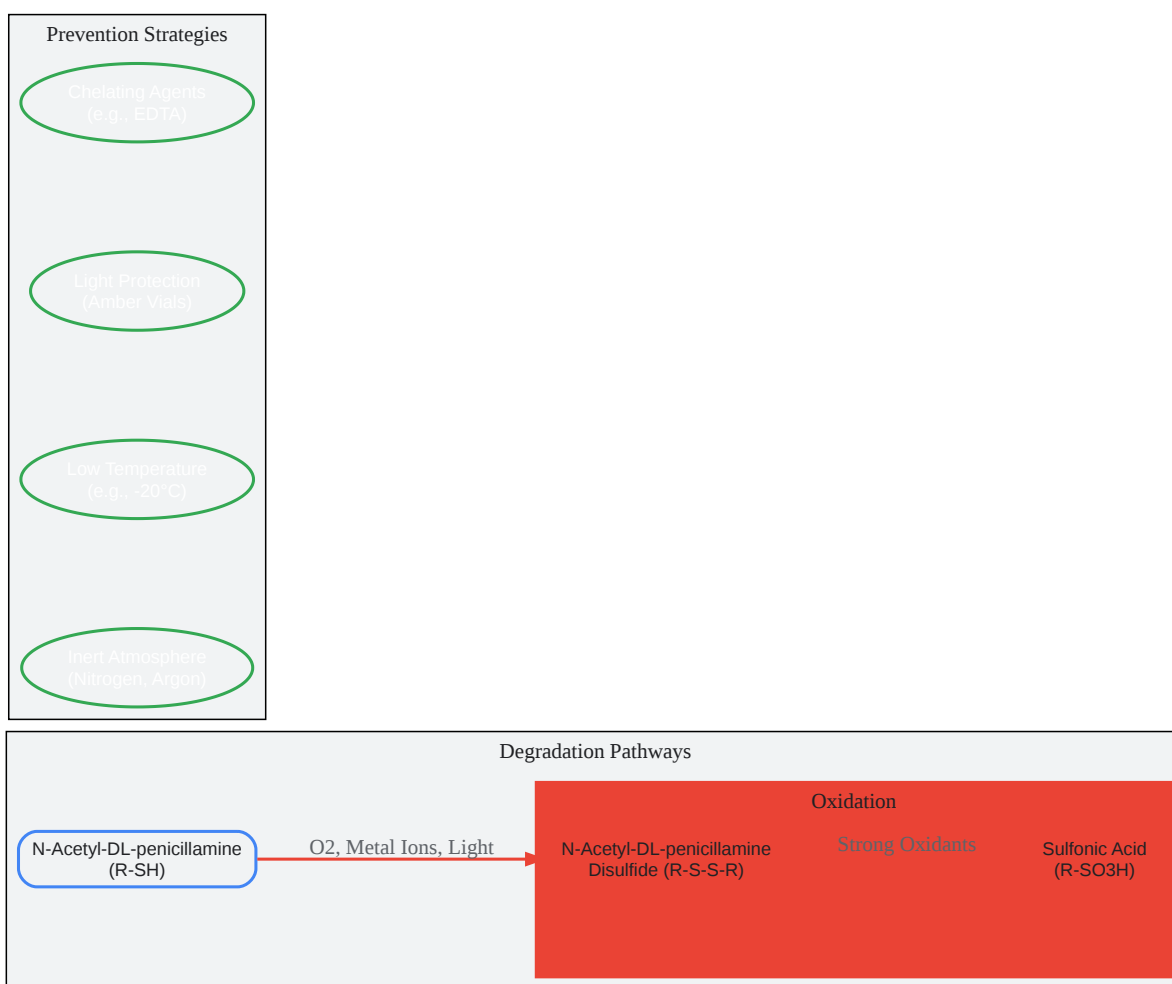 Prevention Strategies
Chelating Agents
(e.g., EDTA)
Light Protection
(Amber Vials)
Low Temperature
(e.g., -20°C)
Inert Atmosphere
(Nitrogen, Argon)
Degradation Pathways
Oxidation
N-Acetyl-DL-penicillamine
(R-SH)
O2, Metal Ions, Light
N-Acetyl-DL-penicillamine
Disulfide (R-S-S-R)
Strong Oxidants
Sulfonic Acid
(R-SO3H)